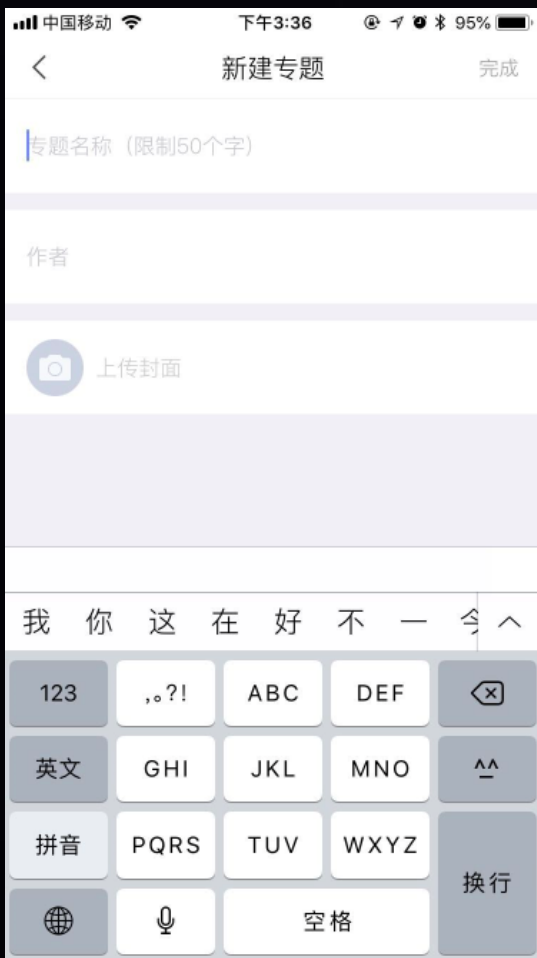 中国移动 下午3:36 95%
新建专题 完成
专题名称（限制50个字）
作者
上传封面
我 你 这 在 好 不 一 今
123 ,。?! ABC DEF
英文 GHI JKL MNO ^^
拼音 PQRS TUV WXYZ
换行
空格